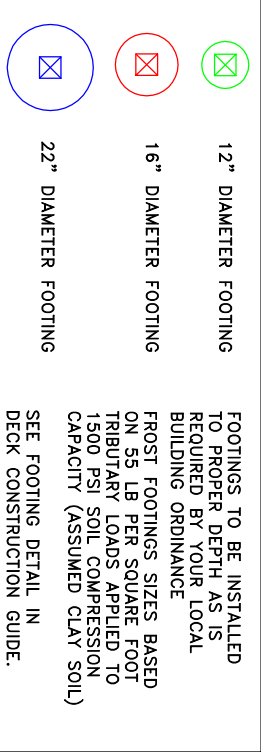 12” DIAMETER FOOTING
16” DIAMETER FOOTING
22” DIAMETER FOOTING
FOOTINGS TO BE INSTALLED
TO PROPER DEPTH AS IS
REQUIRED BY YOUR LOCAL
BUILDING ORDINANCE
FROST FOOTINGS SIZES BASED
ON 55 LB PER SQUARE FOOT
TRIBUTARY LOADS APPLIED TO
1500 PSI SOIL COMPRESSION
CAPACITY (ASSUMED CLAY SOIL)
SEE FOOTING DETAIL IN
DECK CONSTRUCTION GUIDE.